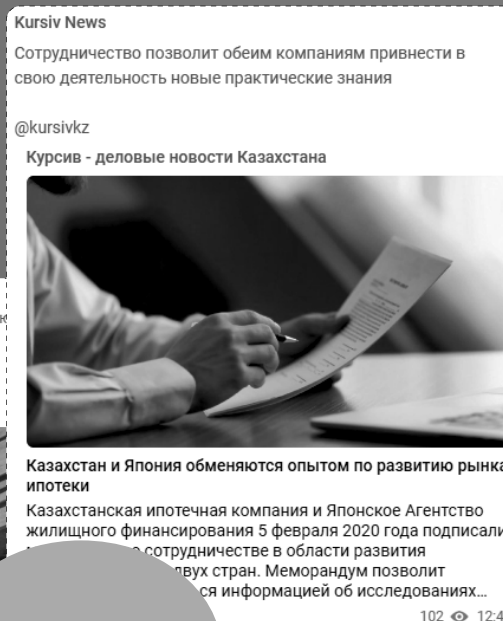 Kursiv News
Сотрудничество позволит обеим компаниям привнести в
свою деятельность новые практические знания
@kursivkz
Курсив - деловые новости Казахстана
Казахстан и Япония обмениваются опытом по развитию рынка
ипотеки
Казахстанская ипотечная компания и Японское Агентство
жилищного финансирования 5 февраля 2020 года подписали
сотрудничестве в области развития
двух стран. Меморандум позволит
ся информацией об исследованиях...
102 12:4